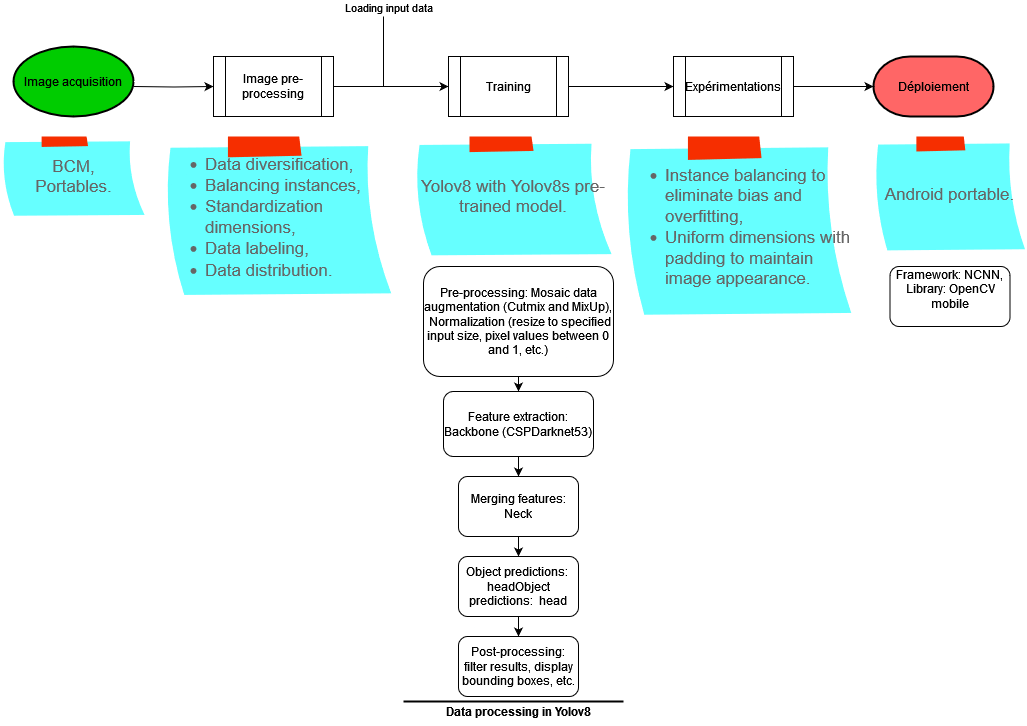 Loading input data
Image acquisition
Image pre-
processing
Training
Expérimentations
Déploiement
BCM,
Portables.
Data diversification,
Balancing instances,
Standardization
dimensions,
Data labeling,
Data distribution.
Yolov8 with Yolov8s pre-
trained model.
Instance balancing to
eliminate bias and
overfitting,
Uniform dimensions with
padding to maintain
image appearance.
Android portable.
Framework: NCNN,
Library: OpenCV
mobile
Pre-processing: Mosaic data
augmentation (Cutmix and MixUp),
Normalization (resize to specified
input size, pixel values between 0
and 1, etc.)
Feature extraction:
Backbone (CSPDarknet53)
Merging features:
Neck
Object predictions:
headObject
predictions: head
Post-processing:
filter results, display
bounding boxes, etc.
Data processing in Yolov8